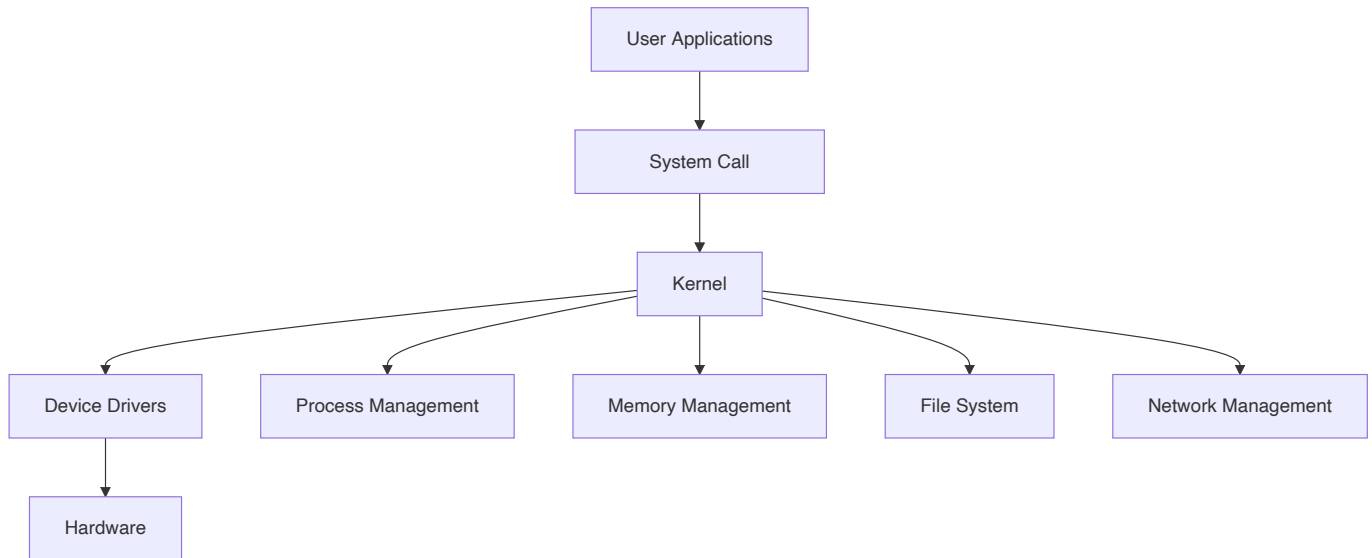 User Applications
System Call
Kernel
Device Drivers
Process Management
Memory Management
File System
Network Management
Hardware